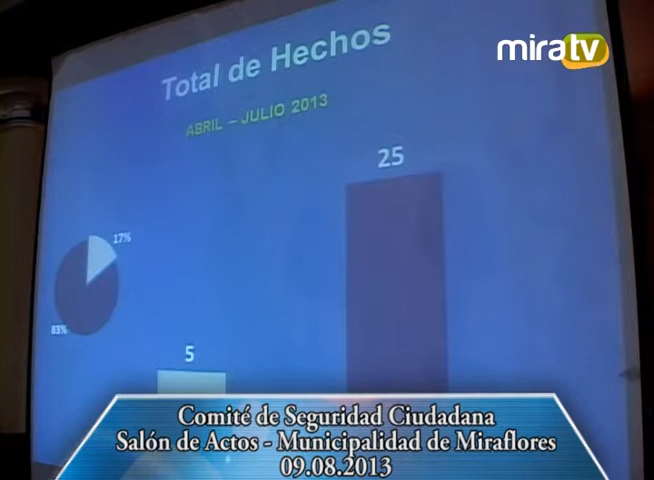 miratv
Total de Hechos
ABRIL – JULIO 2013
25
17%
83%
5
Comité de Seguridad Ciudadana
Salón de Actos - Municipalidad de Miraflores
09.08.2013